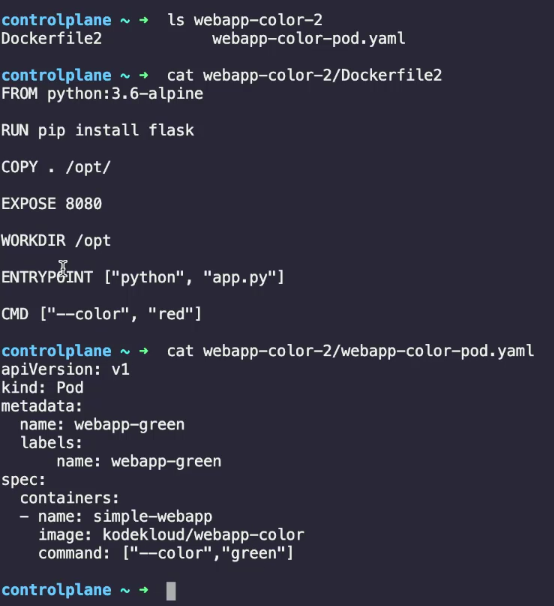 controlplane ~ ➜ ls webapp-color-2
Dockerfile2 webapp-color-pod.yaml
controlplane ~ ➜ cat webapp-color-2/Dockerfile2
FROM python:3.6-alpine
RUN pip install flask
COPY . /opt/
EXPOSE 8080
WORKDIR /opt
ENTRYPOINT ["python", "app.py"]
CMD ["--color", "red"]
controlplane ~ ➜ cat webapp-color-2/webapp-color-pod.yaml
apiVersion: v1
kind: Pod
metadata:
  name: webapp-green
  labels:
      name: webapp-green
spec:
  containers:
  - name: simple-webapp
    image: kodekloud/webapp-color
    command: ["--color","green"]
controlplane ~ ➜